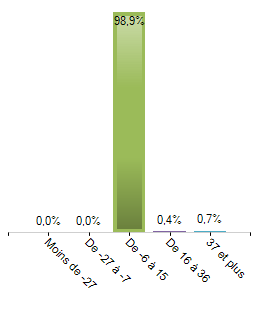 98,9%
0,0%
0,0%
0,4%
0,7%
Moins de -27
De -27 à -7
De -6 à 15
De 16 à 36
37 et plus